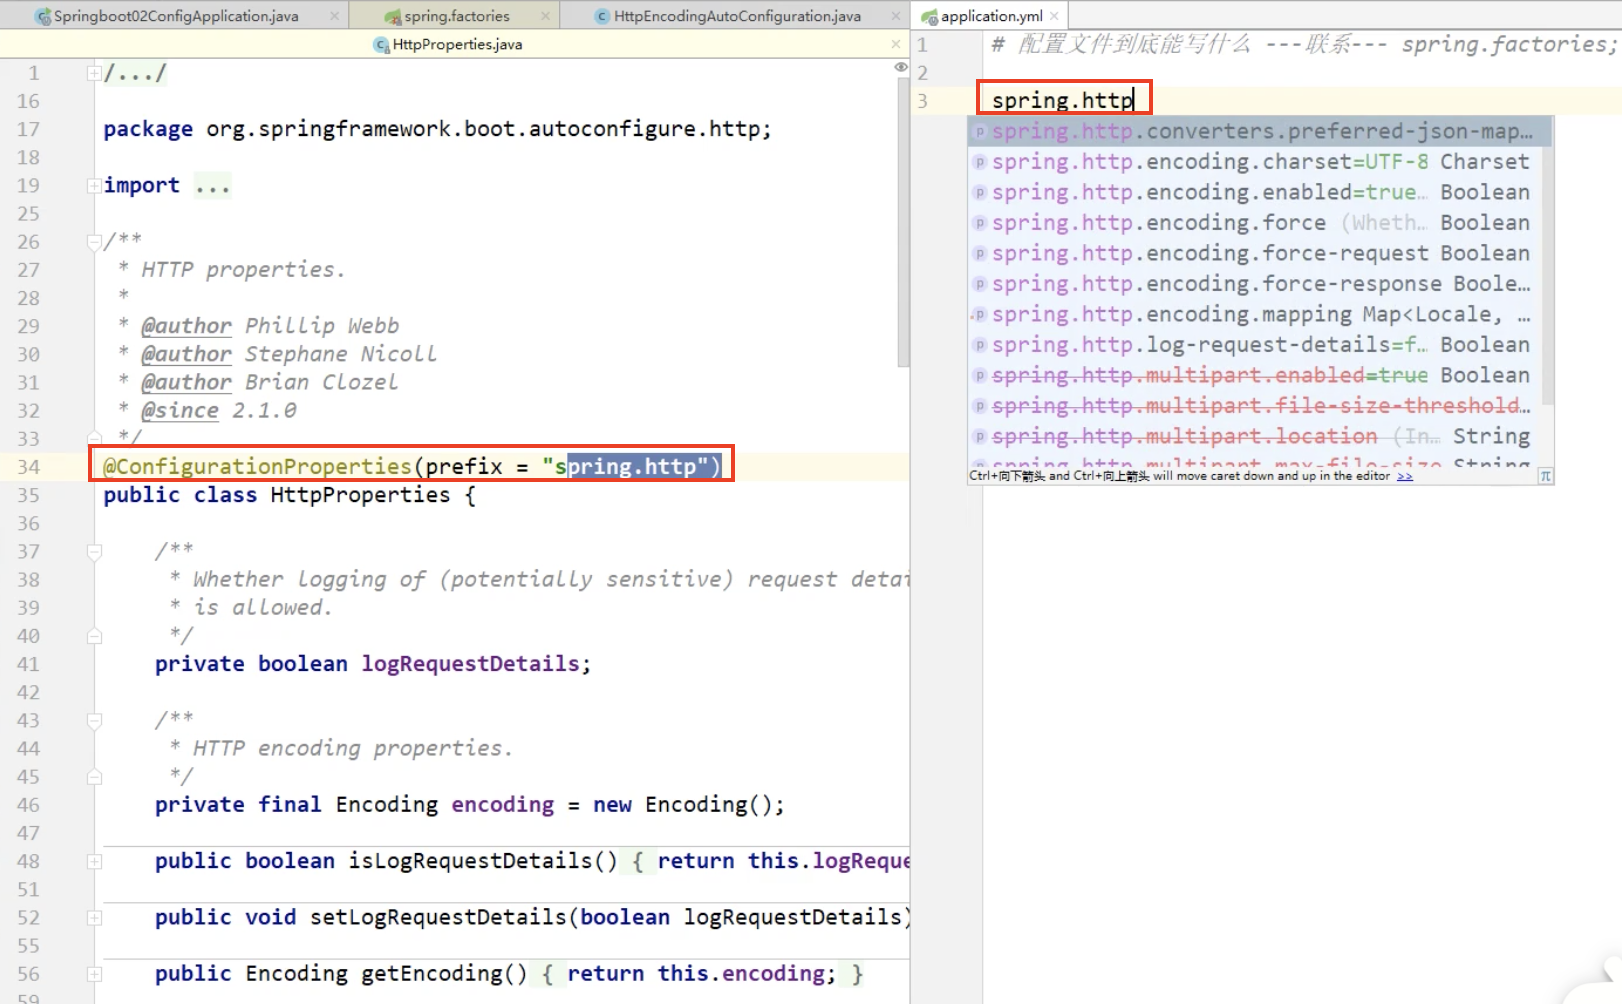 Springboot02ConfigApplication.java
spring.factories
HttpEncodingAutoConfiguration.java
HttpProperties.java
1 /.../
16
17 package org.springframework.boot.autoconfigure.http;
18
19 import ...
25
26 /**
27 * HTTP properties.
28 *
29 * @author Phillip Webb
30 * @author Stephane Nicoll
31 * @author Brian Clozel
32 * @since 2.1.0
33 */
34 @ConfigurationProperties(prefix = "spring.http")
35 public class HttpProperties {
36
37 /**
38 * Whether logging of (potentially sensitive) request detai
39 * is allowed.
40 */
41 private boolean logRequestDetails;
42
43 /**
44 * HTTP encoding properties.
45 */
46 private final Encoding encoding = new Encoding();
47
48 public boolean isLogRequestDetails() { return this.logReque
51
52 public void setLogRequestDetails(boolean logRequestDetails)
55
56 public Encoding getEncoding() { return this.encoding; }
59
application.yml
1 # 配置文件到底能写什么 ---联系--- spring.factories;
2
3 spring.http
spring.http.converters.preferred-json-map…
spring.http.encoding.charset=UTF-8 Charset
spring.http.encoding.enabled=true… Boolean
spring.http.encoding.force (Wheth… Boolean
spring.http.encoding.force-request Boolean
spring.http.encoding.force-response Boole…
spring.http.encoding.mapping Map<Locale, …
spring.http.log-request-details=f… Boolean
spring.http.multipart.enabled=true Boolean
spring.http.multipart.file-size-threshold…
spring.http.multipart.location (In… String
spring.http.multipart.max-file-size String
Ctrl+向下箭头 and Ctrl+向上箭头 will move caret down and up in the editor >>
π